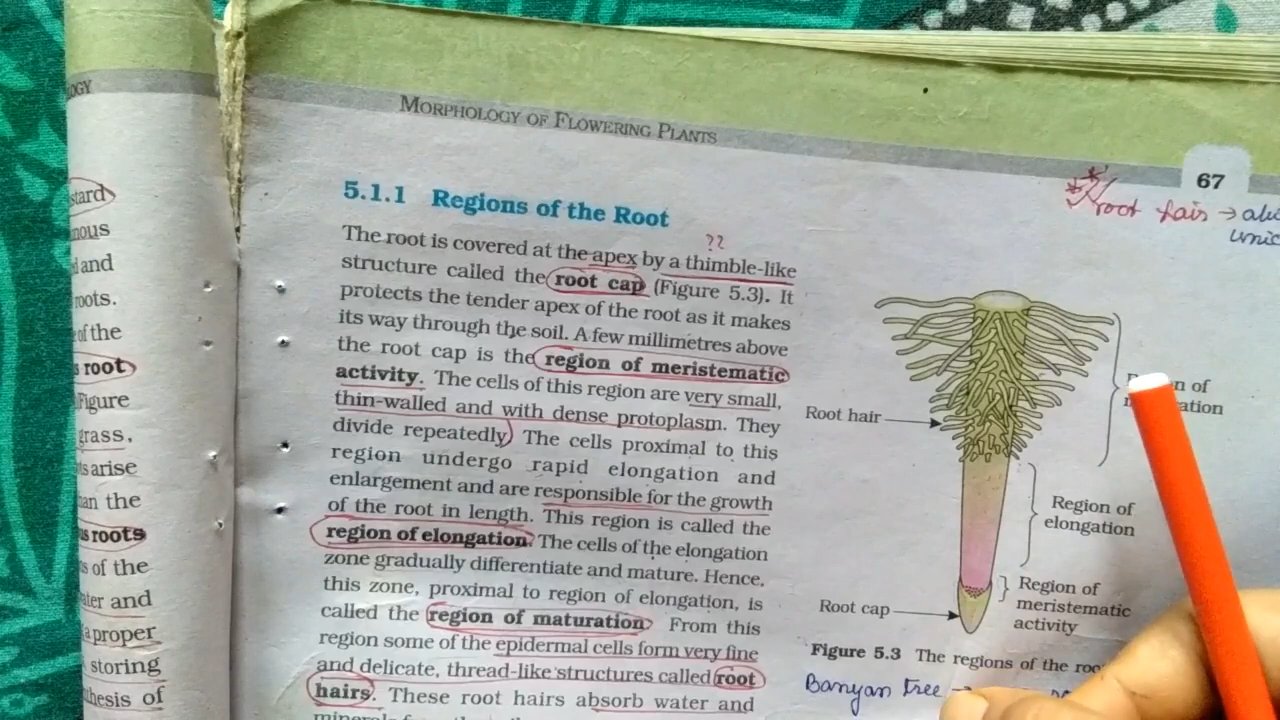 OGY
stard
nous
and
roots.
of the
root
Figure
grass,
arise
an the
roots
s of the
ater and
a proper
storing
hesis of
MORPHOLOGY OF FLOWERING PLANTS
67
root hair →
5.1.1 Regions of the Root
??
The root is covered at the apex by a thimble-like
structure called the root cap (Figure 5.3). It
protects the tender apex of the root as it makes
its way through the soil. A few millimetres above
the root cap is the region of meristematic
activity. The cells of this region are very small,
thin-walled and with dense protoplasm. They
divide repeatedly. The cells proximal to this
region undergo rapid elongation and
enlargement and are responsible for the growth
of the root in length. This region is called the
region of elongation. The cells of the elongation
zone gradually differentiate and mature. Hence,
this zone, proximal to region of elongation, is
called the region of maturation. From this
region some of the epidermal cells form very fine
and delicate, thread-like structures called root
hairs. These root hairs absorb water and
Root hair
n of
ation
Region of
elongation
Region of
meristematic
activity
Root cap
Figure 5.3 The regions of the roo
Banyan tree →